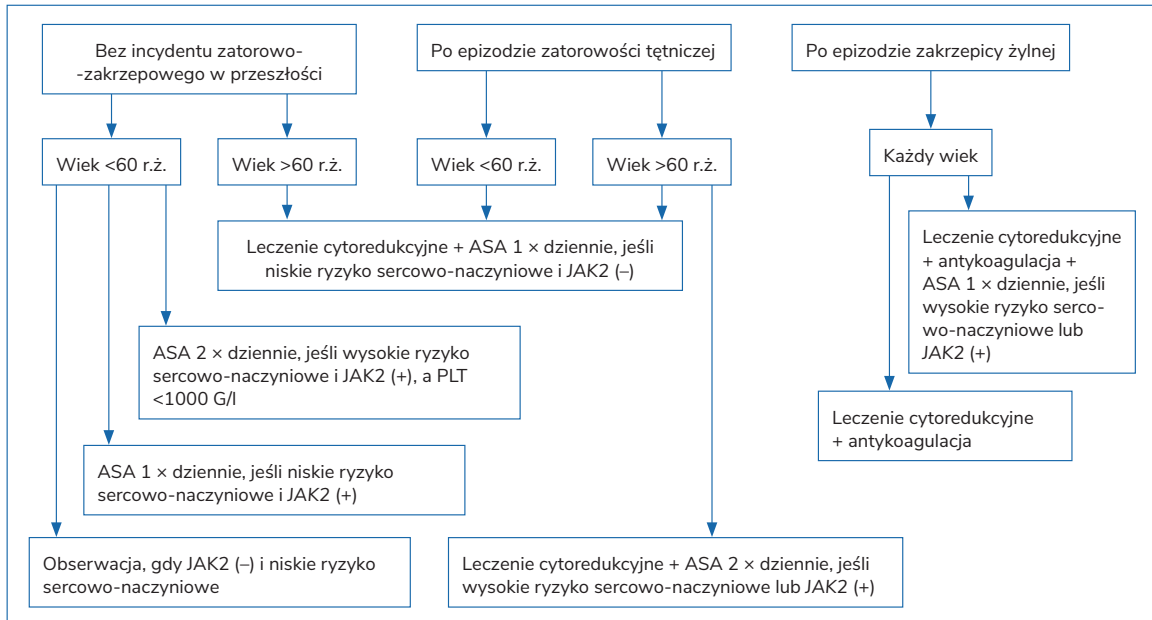 Bez incydentu zatorowo-
-zakrzepowego w przeszłości
Po epizodzie zatorowości tętniczej
Po epizodzie zakrzepicy żylnej
Wiek <60 r.ż.
Wiek >60 r.ż.
Wiek <60 r.ż.
Wiek >60 r.ż.
Każdy wiek
Leczenie cytoredukcyjne + ASA 1 × dziennie, jeśli
niskie ryzyko sercowo-naczyniowe i JAK2 (–)
Leczenie cytoredukcyjne
+ antykoagulacja +
ASA 1 × dziennie, jeśli
wysokie ryzyko serco-
wo-naczyniowe lub
JAK2 (+)
ASA 2 × dziennie, jeśli wysokie ryzyko
sercowo-naczyniowe i JAK2 (+), a PLT
<1000 G/l
Leczenie cytoredukcyjne
+ antykoagulacja
ASA 1 × dziennie, jeśli niskie ryzyko
sercowo-naczyniowe i JAK2 (+)
Obserwacja, gdy JAK2 (–) i niskie ryzyko
sercowo-naczyniowe
Leczenie cytoredukcyjne + ASA 2 × dziennie, jeśli
wysokie ryzyko sercowo-naczyniowe lub JAK2 (+)